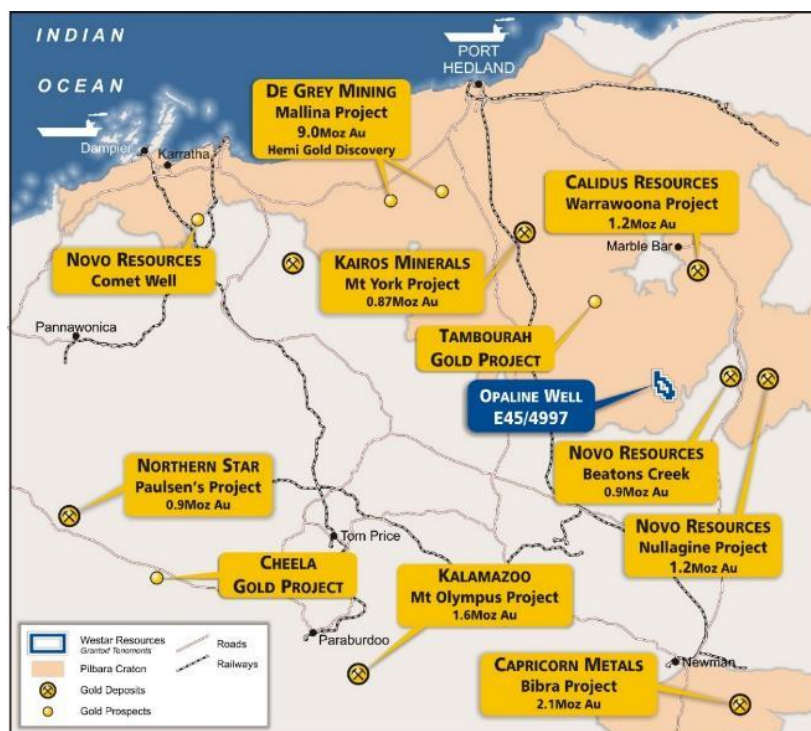 INDIAN
OCEAN
PORT
HEDLAND
DE GREY MINING
Mallina Project
9.0Moz Au
Hemi Gold Discovery
Dampier
Karratha
CALIDUS RESOURCES
Warrawoona Project
1.2Moz Au
Marble Bar
NOVO RESOURCES
Comet Well
KAIROS MINERALS
Mt York Project
0.87Moz Au
Pannawonica
TAMBOURAH
GOLD PROJECT
OPALINE WELL
E45/4997
NOVO RESOURCES
Beatons Creek
0.9Moz Au
NORTHERN STAR
Paulsen's Project
0.9Moz Au
NOVO RESOURCES
Nullagine Project
1.2Moz Au
Tom Price
CHEELA
GOLD PROJECT
KALAMAZOO
Mt Olympus Project
1.6Moz Au
Paraburdoo
Newman
CAPRICORN METALS
Bibra Project
2.1Moz Au
Westar Resources
Granted Tenements
Pilbara Craton
Gold Deposits
Gold Prospects
Roads
Railways